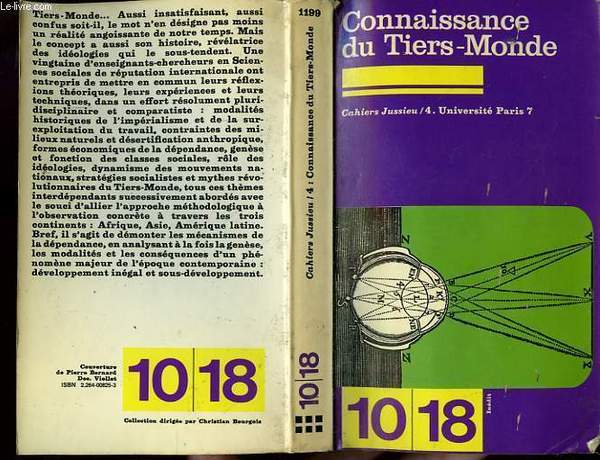 Le-livre.com
Tiers-Monde... Aussi insatisfaisant, aussi
confus soit-il, le mot n'en désigne pas moins
un réalité angoissante de notre temps. Mais
le concept a aussi son histoire, révélatrice
des idéologies qui le sous-tendent. Une
vingtaine d'enseignants-chercheurs en Scien-
ces sociales de réputation internationale ont
entrepris de mettre en commun leurs réfle-
xions théoriques, leurs expériences et leurs
techniques, dans un effort résolument pluri-
disciplinaire et comparatiste : modalités
historiques de l'impérialisme et de la sur-
exploitation du travail, contraintes des mi-
lieux naturels et désertification anthropique,
formes économiques de la dépendance, genèse
et fonction des classes sociales, rôle des
idéologies, dynamisme des mouvements na-
tionaux, stratégies socialistes et mythes révo-
lutionnaires du Tiers-Monde, tous ces thèmes
interdépendants successivement abordés avec
le souci d'allier l'approche méthodologique à
l'observation concrète à travers les trois
continents : Afrique, Asie, Amérique latine.
Bref, il s'agit de démonter les mécanismes de
la dépendance, en analysant à la fois la genèse,
les modalités et les conséquences d'un phé-
nomène majeur de l'époque contemporaine :
développement inégal et sous-développement.
Couverture
de Pierre Bernard
Doc. Viollet
ISBN 2.264-00825-3
10|18
Collection dirigée par Christian Bourgois
1199
Cahiers Jussieu/4 : Connaissance du Tiers-Monde
10|18
Connaissance
du Tiers-Monde
Cahiers Jussieu/4. Université Paris 7
10|18
Inédit